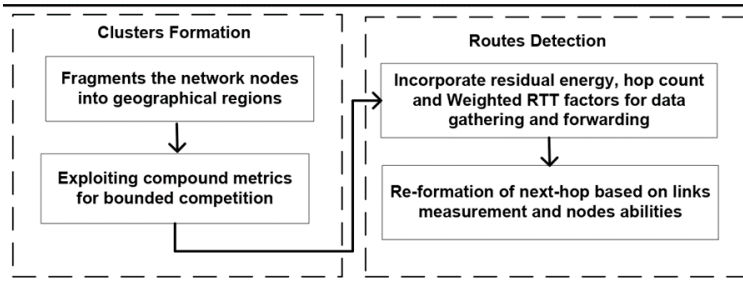 Clusters Formation
Fragments the network nodes
into geographical regions
Exploiting compound metrics
for bounded competition
Routes Detection
Incorporate residual energy, hop count
and Weighted RTT factors for data
gathering and forwarding
Re-formation of next-hop based on links
measurement and nodes abilities